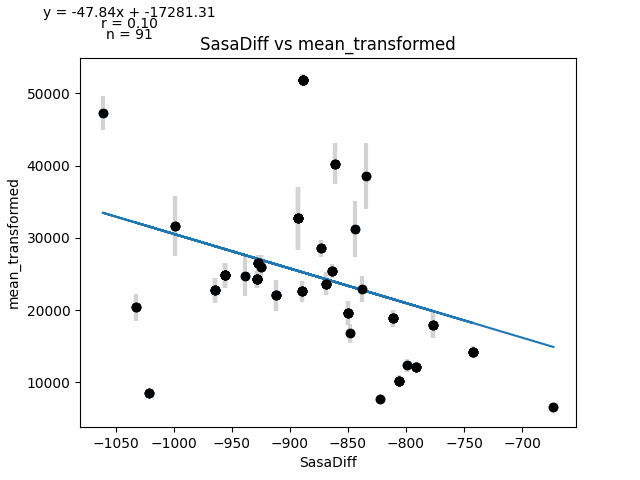 y = -47.84x + -17281.31
r = 0.10
n = 91
SasaDiff vs mean_transformed
50000
40000
30000
20000
10000
mean_transformed
−1050 −1000 −950 −900 −850 −800 −750 −700
SasaDiff